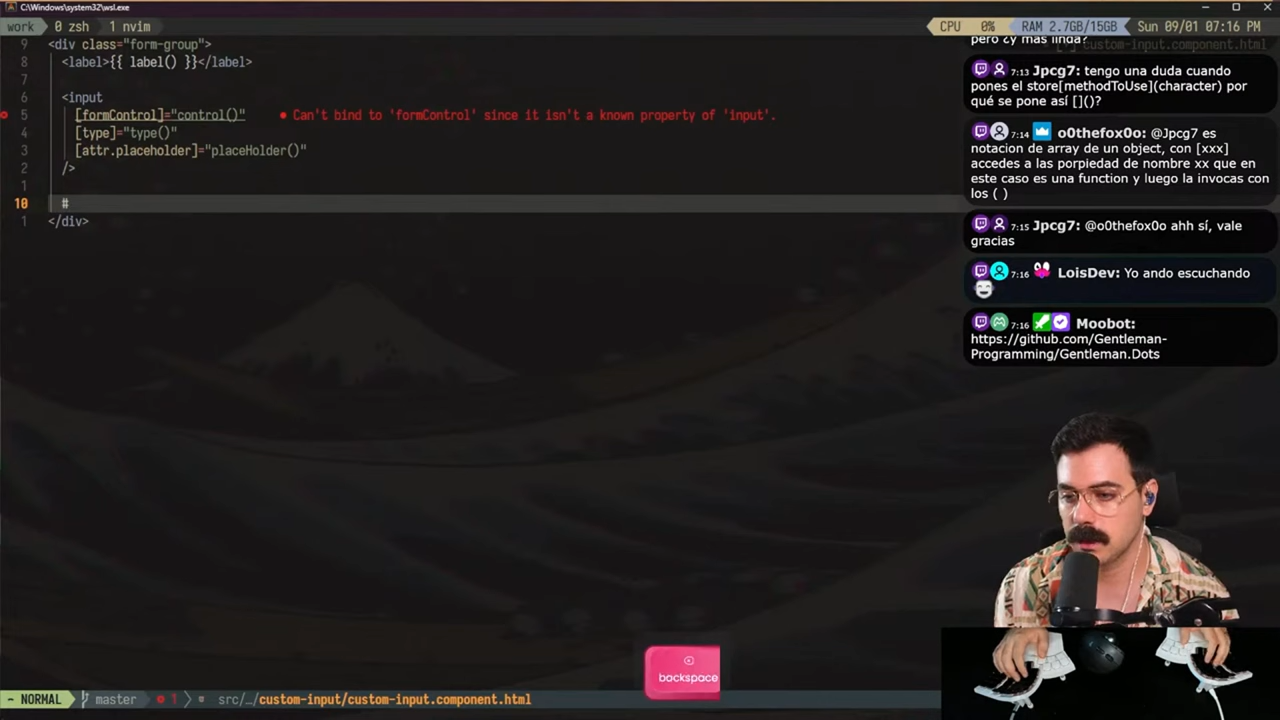 C:\Windows\system32\wsl.exe
work
0 zsh
1 nvim
CPU 0%
RAM 2.7GB/15GB
Sun 09/01 07:16 PM
9 <div class="form-group">
8 <label>{{ label() }}</label>
7
6 <input
5 [formControl]="control()" ● Can't bind to 'formControl' since it isn't a known property of 'input'.
4 [type]="type()"
3 [attr.placeholder]="placeHolder()"
2 />
1
10 #
1 </div>
pero ¿y mas linda?
custom-input.component.html
7:13 Jpcg7: tengo una duda cuando
pones el store[methodToUse](character) por
qué se pone así []()?
7:14 o0thefox0o: @Jpcg7 es
notacion de array de un object, con [xxx]
accedes a las porpiedad de nombre xx que en
este caso es una function y luego la invocas con
los ( )
7:15 Jpcg7: @o0thefox0o ahh sí, vale
gracias
7:16 LoisDev: Yo ando escuchando
7:16 Moobot:
https://github.com/Gentleman-
Programming/Gentleman.Dots
backspace
~ NORMAL
master
1
src/…/custom-input/custom-input.component.html